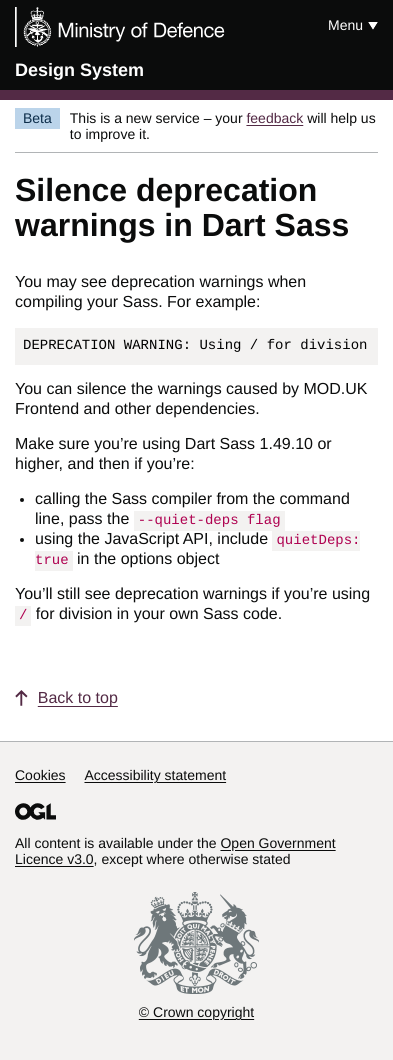 Ministry of Defence
Menu
Design System
Beta
This is a new service – your feedback will help us
to improve it.
Silence deprecation
warnings in Dart Sass
You may see deprecation warnings when
compiling your Sass. For example:
DEPRECATION WARNING: Using / for division
You can silence the warnings caused by MOD.UK
Frontend and other dependencies.
Make sure you’re using Dart Sass 1.49.10 or
higher, and then if you’re:
• calling the Sass compiler from the command
line, pass the --quiet-deps flag
• using the JavaScript API, include quietDeps:
true in the options object
You’ll still see deprecation warnings if you’re using
/ for division in your own Sass code.
Back to top
Cookies Accessibility statement
OGL
All content is available under the Open Government
Licence v3.0, except where otherwise stated
DIEU ET MON DROIT
© Crown copyright